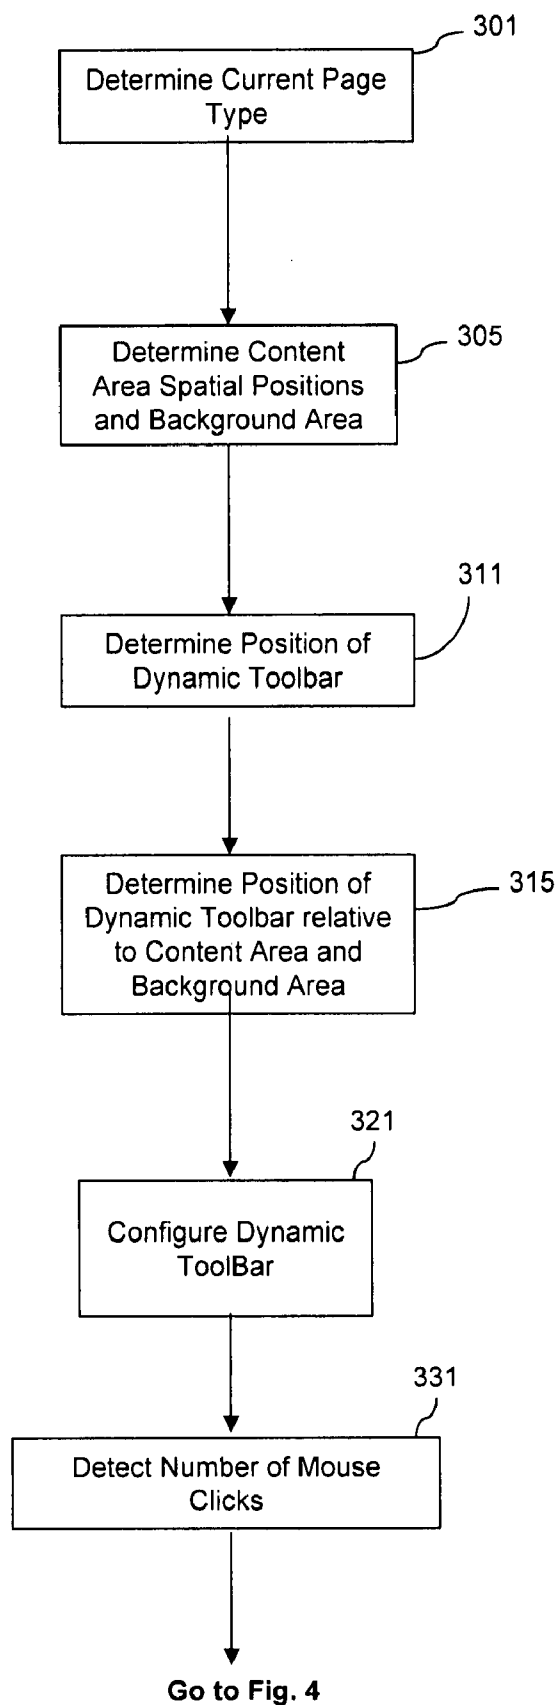 301
Determine Current Page
Type
305
Determine Content
Area Spatial Positions
and Background Area
311
Determine Position of
Dynamic Toolbar
315
Determine Position of
Dynamic Toolbar relative
to Content Area and
Background Area
321
Configure Dynamic
ToolBar
331
Detect Number of Mouse
Clicks
Go to Fig. 4